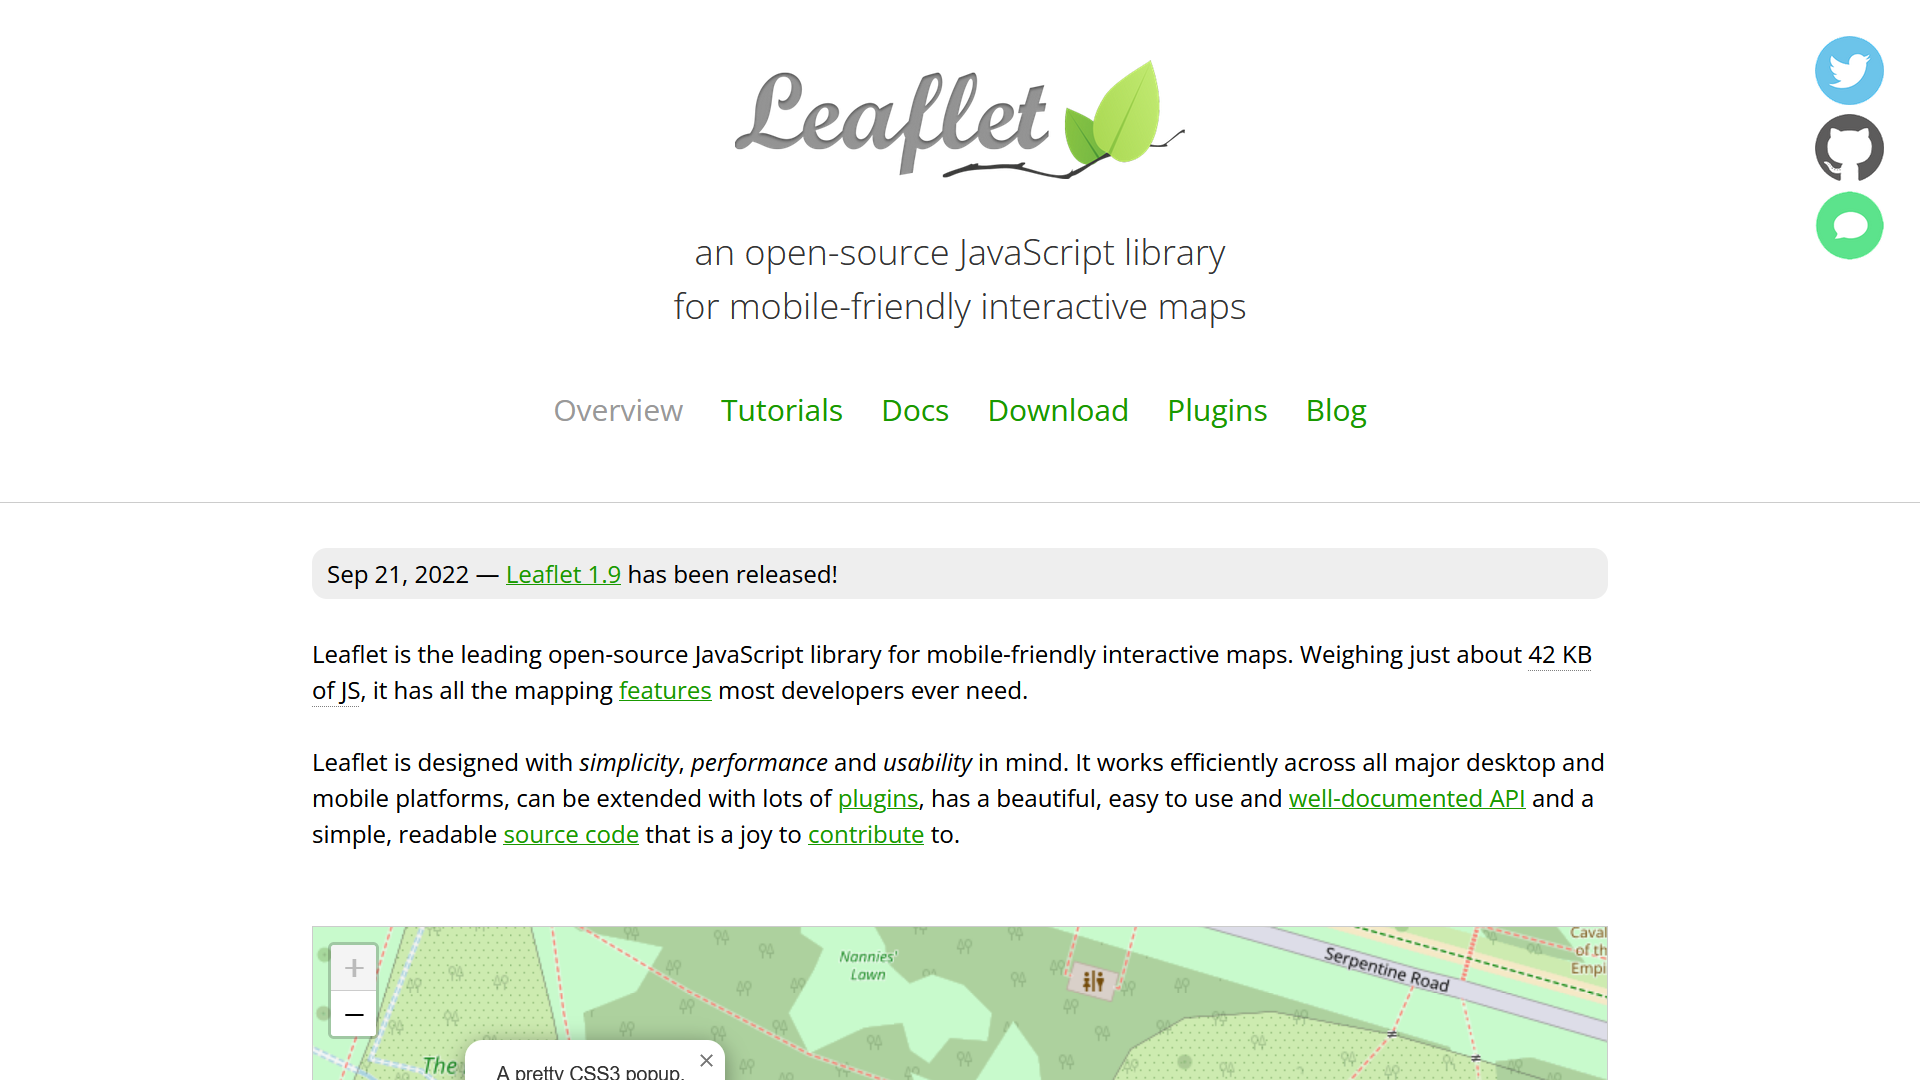 Leaflet
an open-source JavaScript library
for mobile-friendly interactive maps
Overview Tutorials Docs Download Plugins Blog
Sep 21, 2022 — Leaflet 1.9 has been released!
Leaflet is the leading open-source JavaScript library for mobile-friendly interactive maps. Weighing just about 42 KB
of JS, it has all the mapping features most developers ever need.
Leaflet is designed with simplicity, performance and usability in mind. It works efficiently across all major desktop and
mobile platforms, can be extended with lots of plugins, has a beautiful, easy to use and well-documented API and a
simple, readable source code that is a joy to contribute to.
+
−
Nannies'
Lawn
Serpentine Road
of th
The
×
A pretty CSS3 popup.